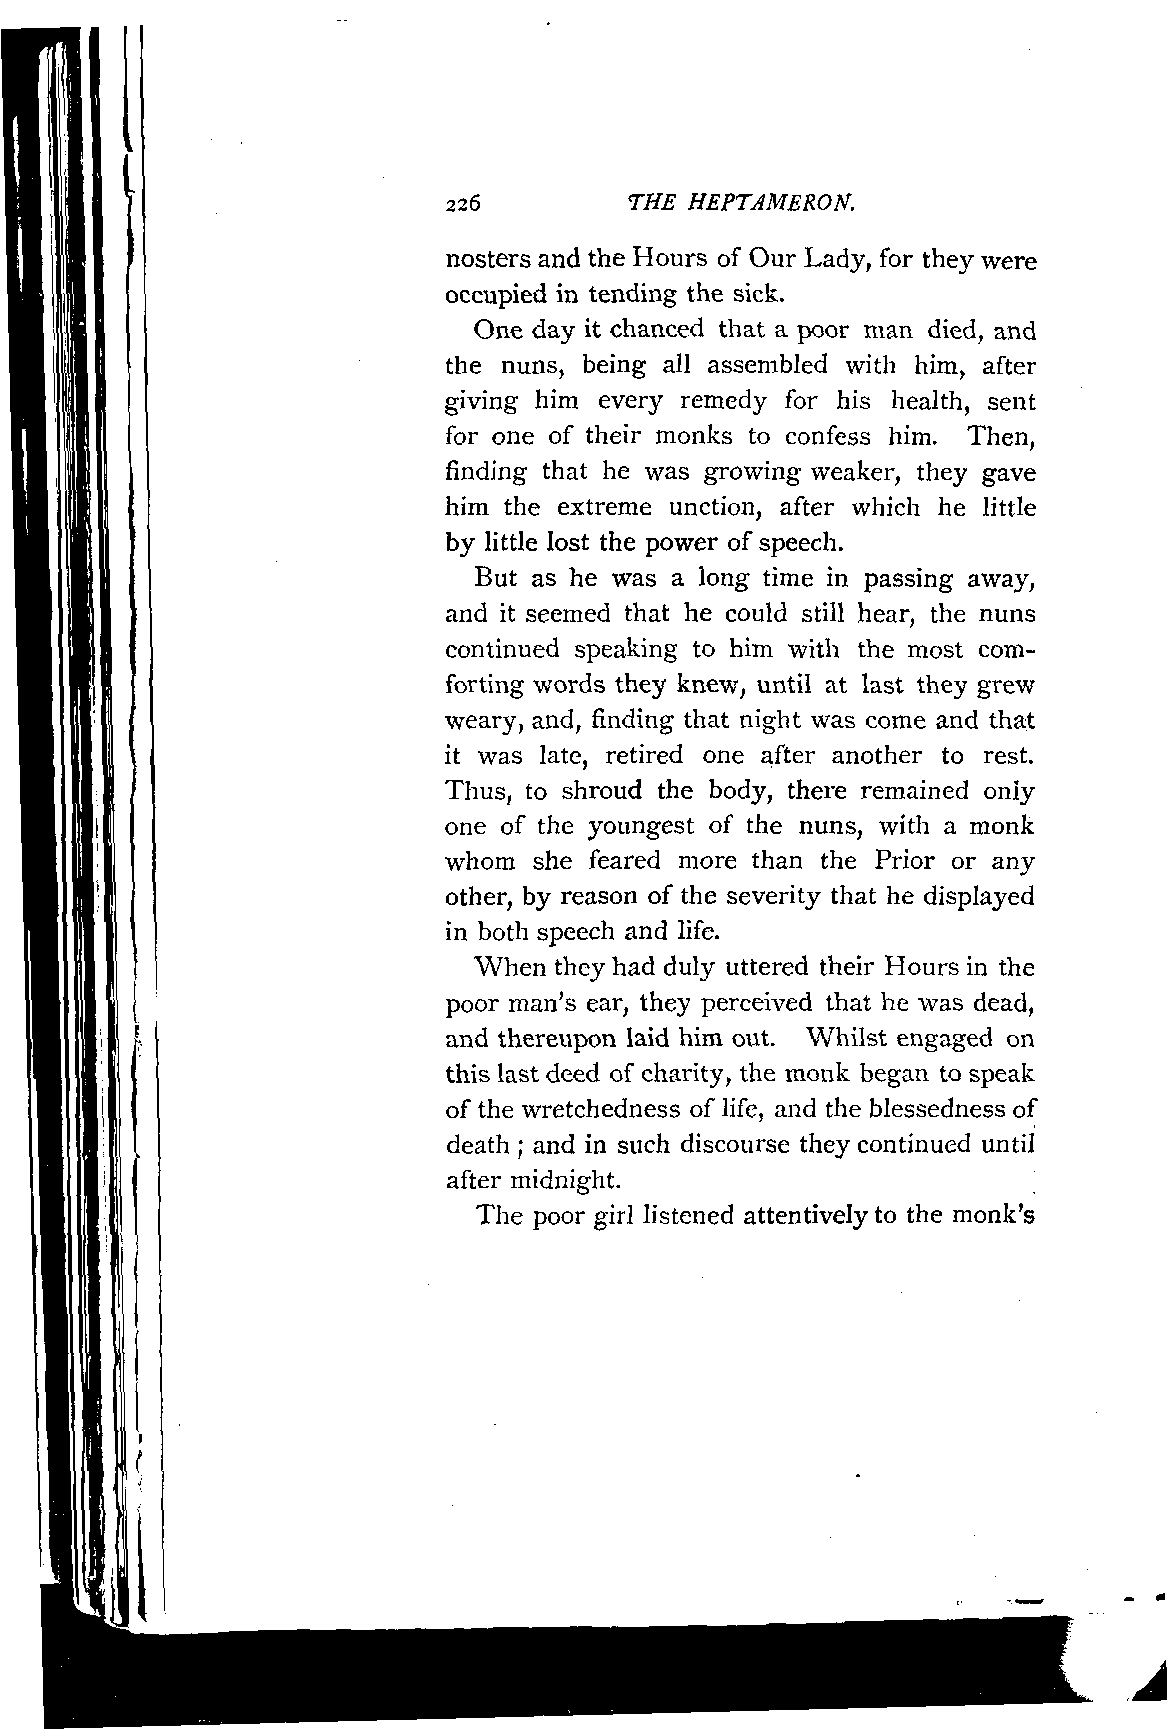 226 THE HEPTAMERON.
nosters and the Hours of Our Lady, for they were
occupied in tending the sick.
One day it chanced that a poor man died, and
the nuns, being all assembled with him, after
giving him every remedy for his health, sent
for one of their monks to confess him. Then,
finding that he was growing weaker, they gave
him the extreme unction, after which he little
by little lost the power of speech.
But as he was a long time in passing away,
and it seemed that he could still hear, the nuns
continued speaking to him with the most com-
forting words they knew, until at last they grew
weary, and, finding that night was come and that
it was late, retired one after another to rest.
Thus, to shroud the body, there remained only
one of the youngest of the nuns, with a monk
whom she feared more than the Prior or any
other, by reason of the severity that he displayed
in both speech and life.
When they had duly uttered their Hours in the
poor man's ear, they perceived that he was dead,
and thereupon laid him out. Whilst engaged on
this last deed of charity, the monk began to speak
of the wretchedness of life, and the blessedness of
death ; and in such discourse they continued until
after midnight.
The poor girl listened attentively to the monk's